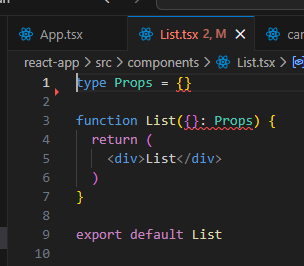 App.tsx List.tsx 2, M
react-app > src > components > List.tsx >
1 type Props = {}
2
3 function List({}: Props) {
4 return (
5 <div>List</div>
6 )
7 }
8
9 export default List
10